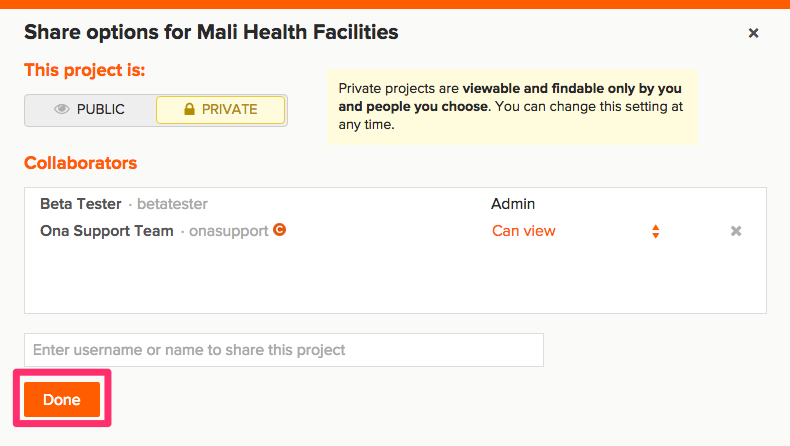 Share options for Mali Health Facilities
This project is:
PUBLIC PRIVATE
Private projects are viewable and findable only by you
and people you choose. You can change this setting at
any time.
Collaborators
Beta Tester · betatester Admin
Ona Support Team · onasupport C Can view
Enter username or name to share this project
Done